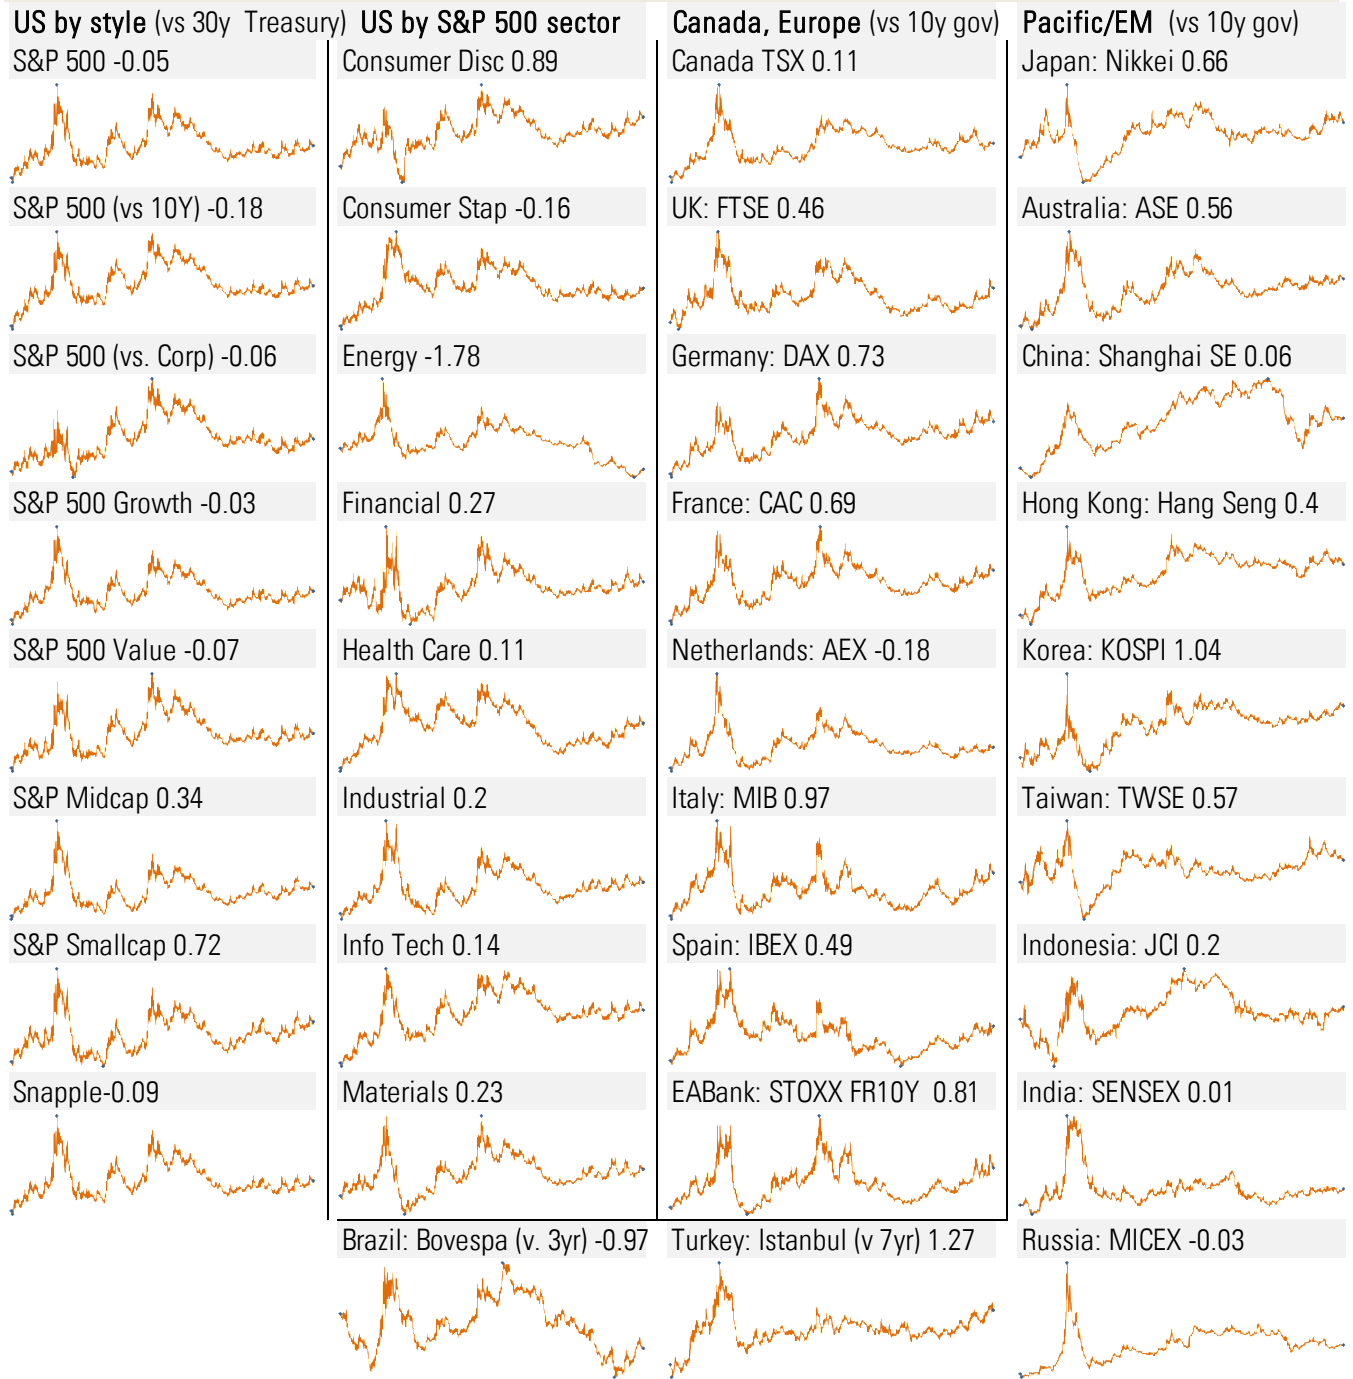 US by style (vs 30y Treasury) US by S&P 500 sector Canada, Europe (vs 10y gov) Pacific/EM (vs 10y gov)
S&P 500 -0.05 Consumer Disc 0.89 Canada TSX 0.11 Japan: Nikkei 0.66
S&P 500 (vs 10Y) -0.18 Consumer Stap -0.16 UK: FTSE 0.46 Australia: ASE 0.56
S&P 500 (vs. Corp) -0.06 Energy -1.78 Germany: DAX 0.73 China: Shanghai SE 0.06
S&P 500 Growth -0.03 Financial 0.27 France: CAC 0.69 Hong Kong: Hang Seng 0.4
S&P 500 Value -0.07 Health Care 0.11 Netherlands: AEX -0.18 Korea: KOSPI 1.04
S&P Midcap 0.34 Industrial 0.2 Italy: MIB 0.97 Taiwan: TWSE 0.57
S&P Smallcap 0.72 Info Tech 0.14 Spain: IBEX 0.49 Indonesia: JCI 0.2
Snapple-0.09 Materials 0.23 EABank: STOXX FR10Y 0.81 India: SENSEX 0.01
Brazil: Bovespa (v. 3yr) -0.97 Turkey: Istanbul (v 7yr) 1.27 Russia: MICEX -0.03